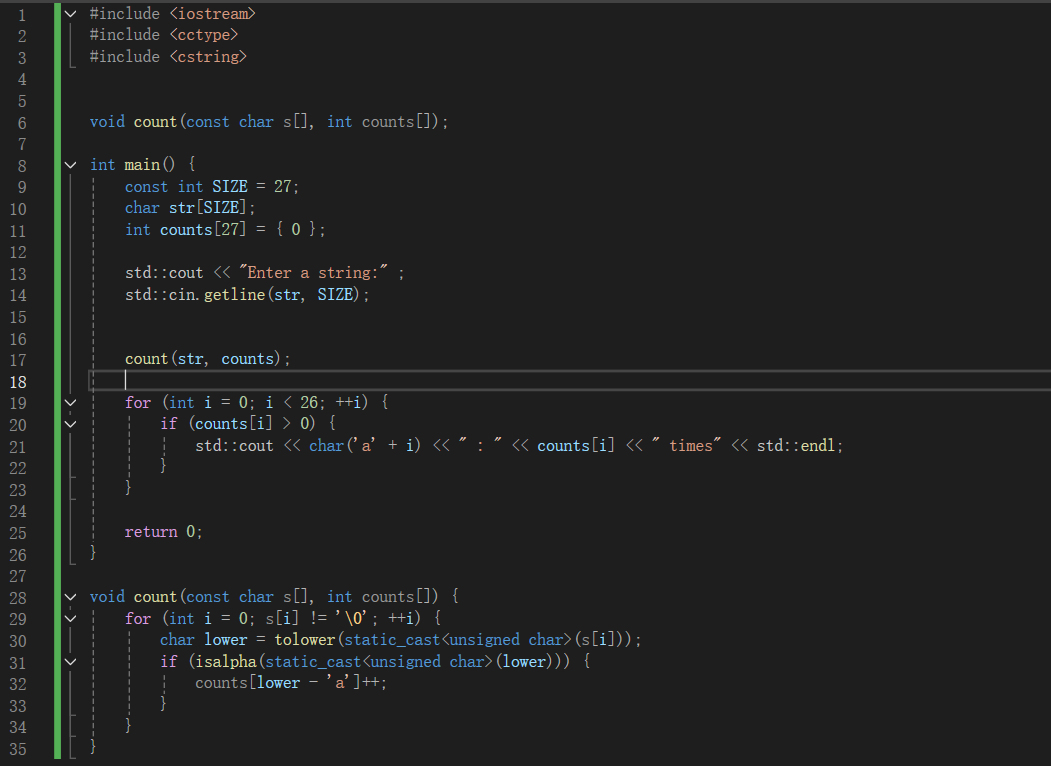 1 #include <iostream>
2 #include <cctype>
3 #include <cstring>
4
5
6 void count(const char s[], int counts[]);
7
8 int main() {
9     const int SIZE = 27;
10     char str[SIZE];
11     int counts[27] = { 0 };
12
13     std::cout << "Enter a string:" ;
14     std::cin.getline(str, SIZE);
15
16
17     count(str, counts);
18
19     for (int i = 0; i < 26; ++i) {
20         if (counts[i] > 0) {
21             std::cout << char('a' + i) << " : " << counts[i] << " times" << std::endl;
22         }
23     }
24
25     return 0;
26 }
27
28 void count(const char s[], int counts[]) {
29     for (int i = 0; s[i] != '\0'; ++i) {
30         char lower = tolower(static_cast<unsigned char>(s[i]));
31         if (isalpha(static_cast<unsigned char>(lower))) {
32             counts[lower - 'a']++;
33         }
34     }
35 }